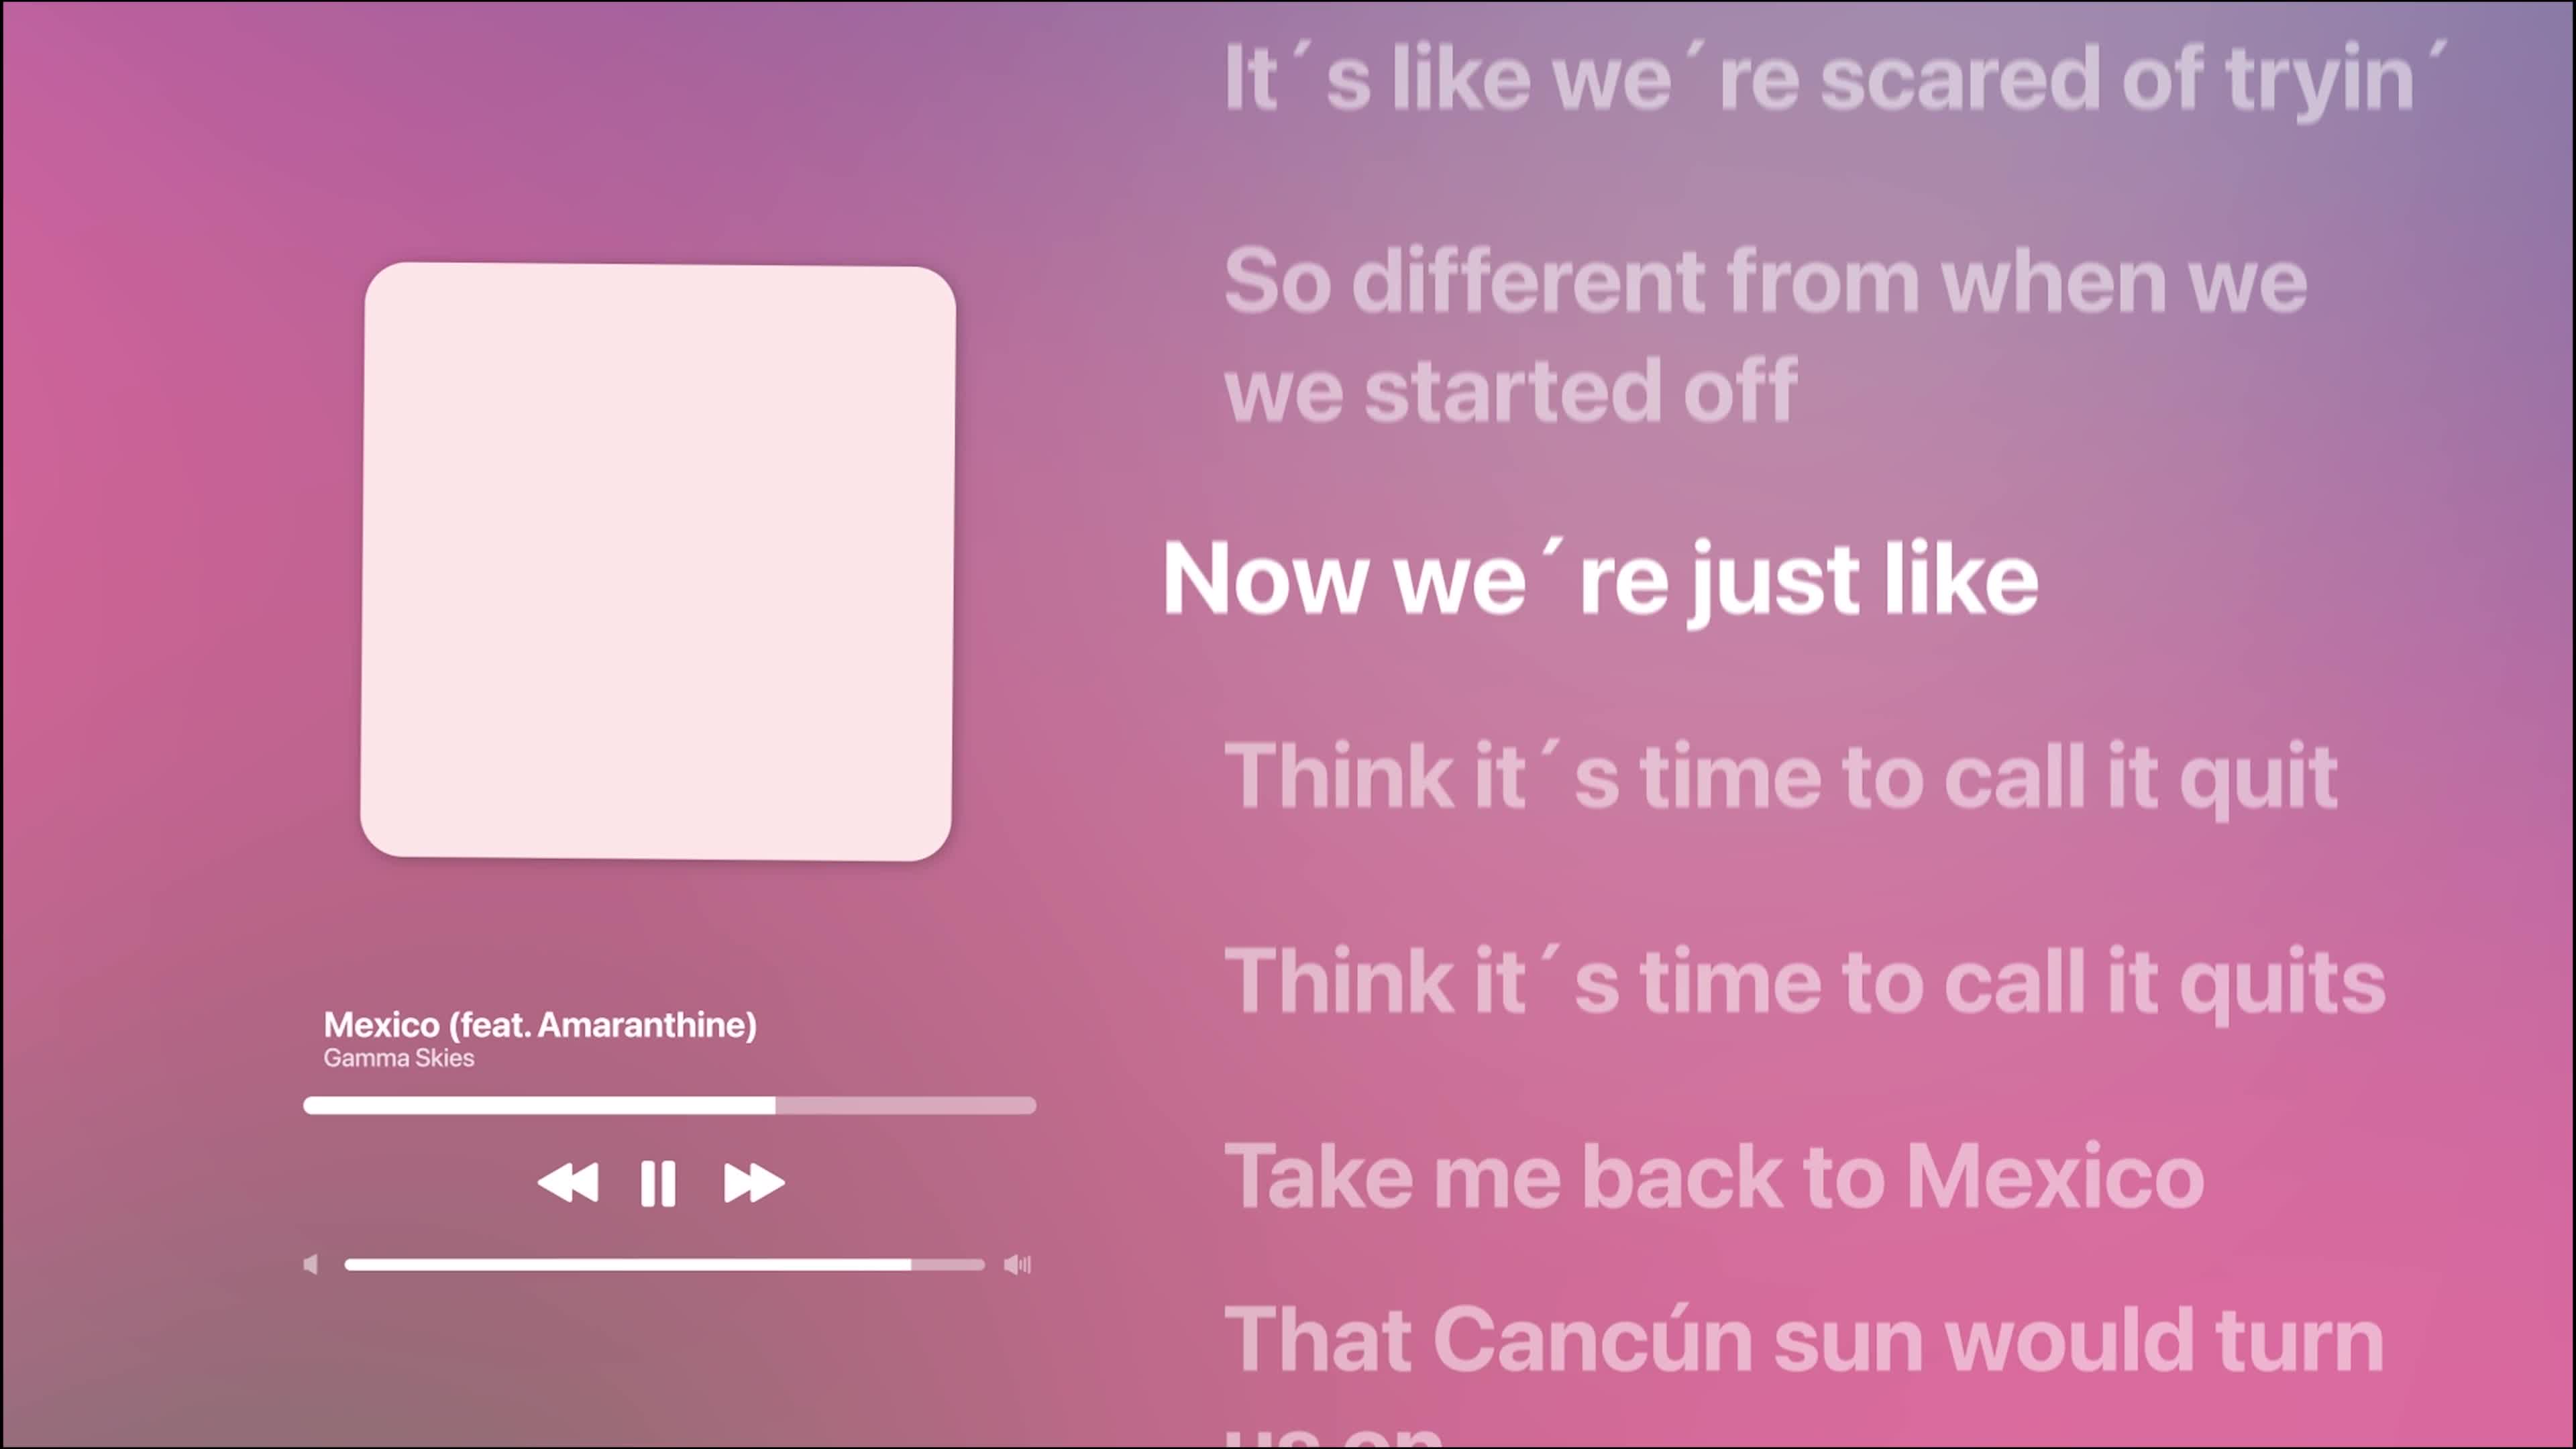 It´s like we´re scared of tryin´
So different from when we
we started off
Now we´re just like
Think it´s time to call it quit
Think it´s time to call it quits
Take me back to Mexico
That Cancún sun would turn
us on
Mexico (feat. Amaranthine)
Gamma Skies